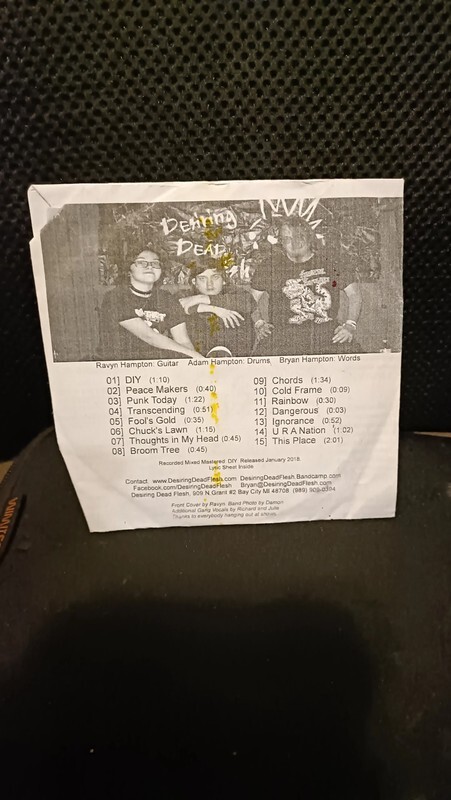 Desiring
DEAD
Ravyn Hampton: Guitar Adam Hampton: Drums Bryan Hampton: Words
01] DIY (1:10)
02] Peace Makers (0:40)
03] Punk Today (1:22)
04] Transcending (0:51)
05] Fool's Gold (0:35)
06] Chuck's Lawn (1:15)
07] Thoughts in My Head (0:45)
08] Broom Tree (0:45)
09] Chords (1:34)
10] Cold Frame (0:09)
11] Rainbow (0:30)
12] Dangerous (0:03)
13] Ignorance (0:52)
14] U R A Nation (1:02)
15] This Place (2:01)
Recorded Mixed Mastered DIY Released January 2018.
Lyric Sheet Inside
Contact: www.DesiringDeadFlesh.com DesiringDeadFlesh.Bandcamp.com
Facebook.com/DesiringDeadFlesh Bryan@DesiringDeadFlesh.com
Desiring Dead Flesh, 909 N Grant #2 Bay City MI 48708 (989) 909-0384
Front Cover by Ravyn. Band Photo by Damon
Additional Gang Vocals by Richard and Julie
Thanks to everybody hanging out at shows.